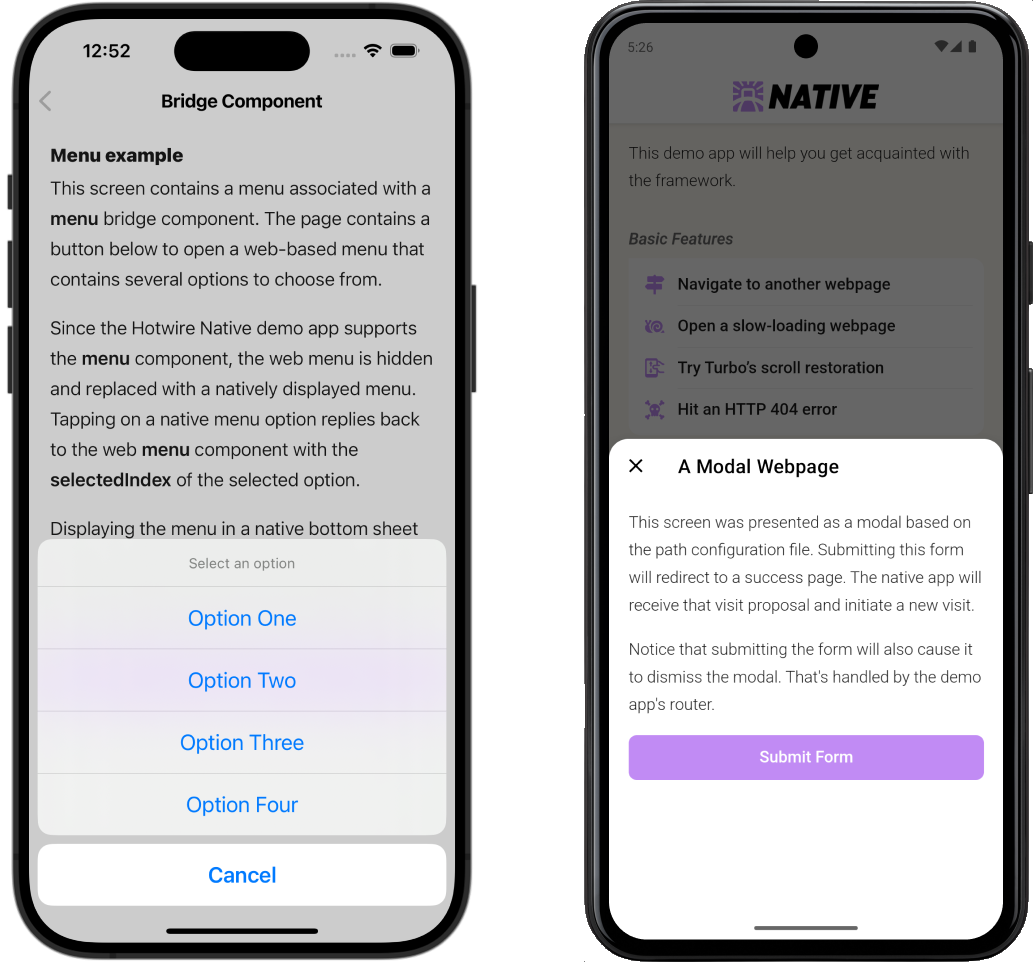 12:52
Bridge Component
Menu example
This screen contains a menu associated with a
menu bridge component. The page contains a
button below to open a web-based menu that
contains several options to choose from.
Since the Hotwire Native demo app supports
the menu component, the web menu is hidden
and replaced with a natively displayed menu.
Tapping on a native menu option replies back
to the web menu component with the
selectedIndex of the selected option.
Displaying the menu in a native bottom sheet
Select an option
Option One
Option Two
Option Three
Option Four
Cancel
5:26
NATIVE
This demo app will help you get acquainted with
the framework.
Basic Features
Navigate to another webpage
Open a slow-loading webpage
Try Turbo's scroll restoration
Hit an HTTP 404 error
A Modal Webpage
This screen was presented as a modal based on
the path configuration file. Submitting this form
will redirect to a success page. The native app will
receive that visit proposal and initiate a new visit.
Notice that submitting the form will also cause it
to dismiss the modal. That's handled by the demo
app's router.
Submit Form